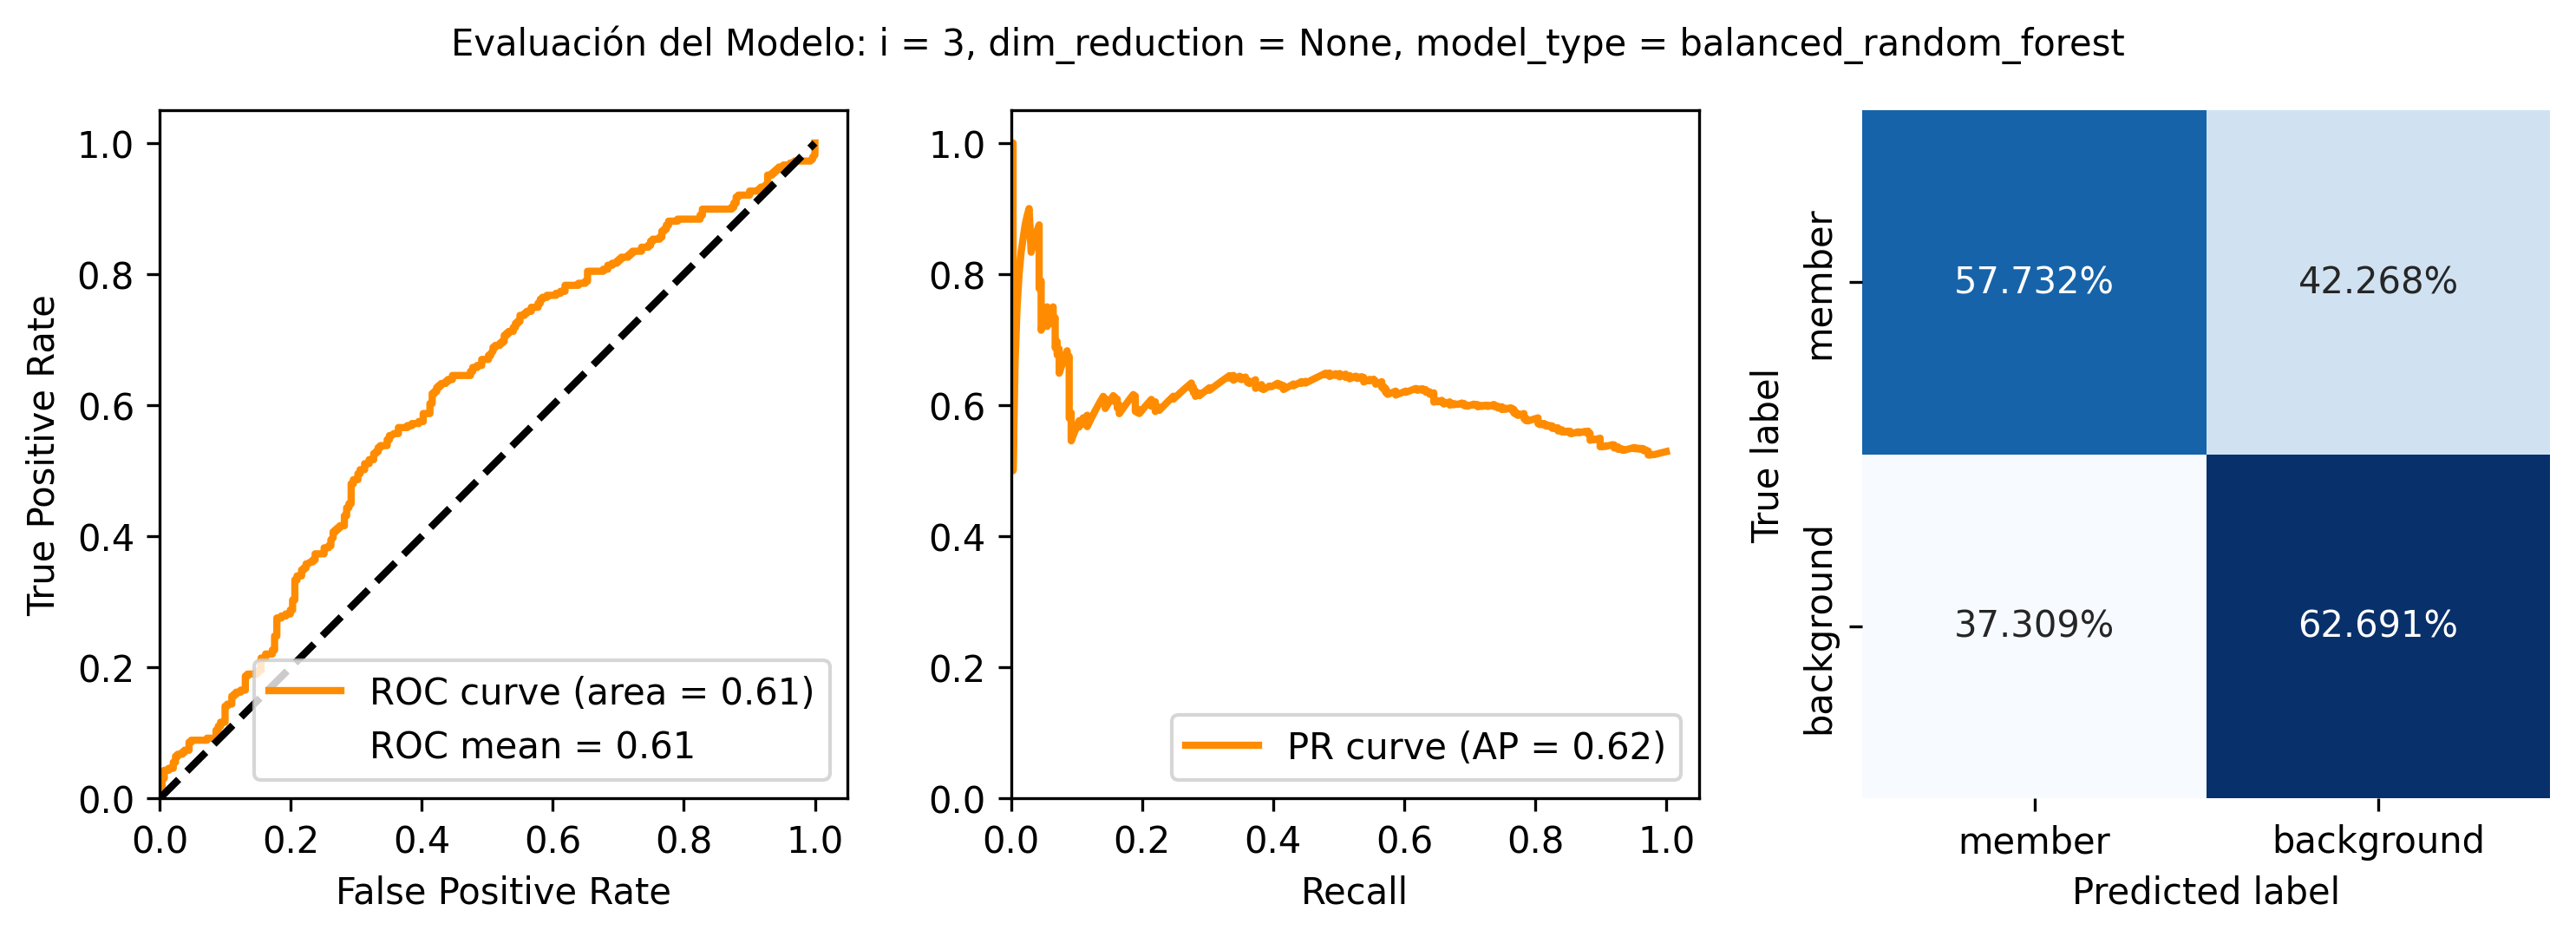 Evaluación del Modelo: i = 3, dim_reduction = None, model_type = balanced_random_forest
True Positive Rate
1.0
0.8
0.6
0.4
0.2
0.0
0.0 0.2 0.4 0.6 0.8 1.0
False Positive Rate
ROC curve (area = 0.61)
ROC mean = 0.61
1.0
0.8
0.6
0.4
0.2
0.0
0.0 0.2 0.4 0.6 0.8 1.0
Recall
PR curve (AP = 0.62)
True label
member
background
57.732% 42.268%
37.309% 62.691%
member background
Predicted label